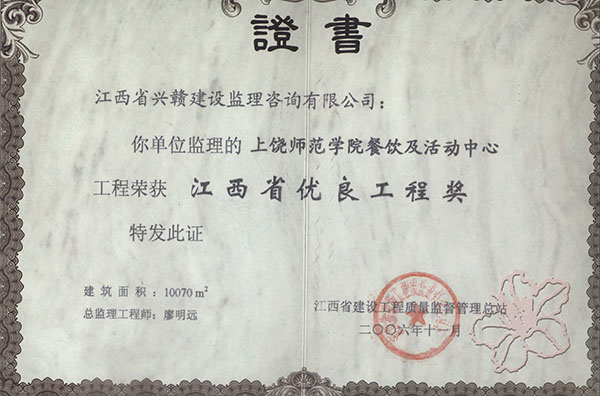 證書
江西省兴赣建设监理咨询有限公司：
你单位监理的 上饶师范学院餐饮及活动中心
工程荣获 江西省优良工程奖
特发此证
建筑面积：10070 m²
总监理工程师：廖明远
江西省建设工程质量监督管理总站
二〇〇六年十一月